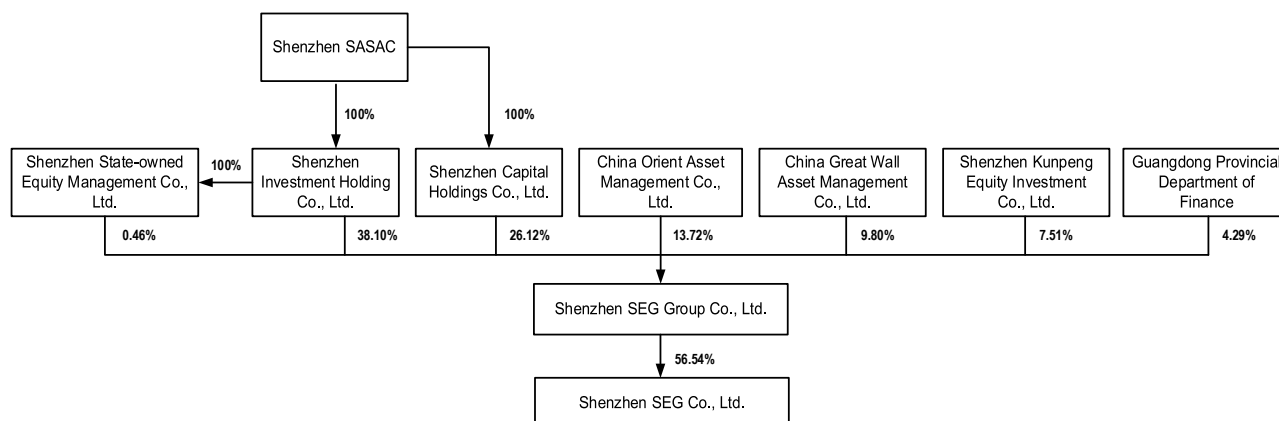 Shenzhen SASAC
100%
100%
Shenzhen State-owned
Equity Management Co.,
Ltd.
100%
Shenzhen
Investment Holding
Co., Ltd.
Shenzhen Capital
Holdings Co., Ltd.
China Orient Asset
Management Co.,
Ltd.
China Great Wall
Asset Management
Co., Ltd.
Shenzhen Kunpeng
Equity Investment
Co., Ltd.
Guangdong Provincial
Department of
Finance
0.46%
38.10%
26.12%
13.72%
9.80%
7.51%
4.29%
Shenzhen SEG Group Co., Ltd.
56.54%
Shenzhen SEG Co., Ltd.